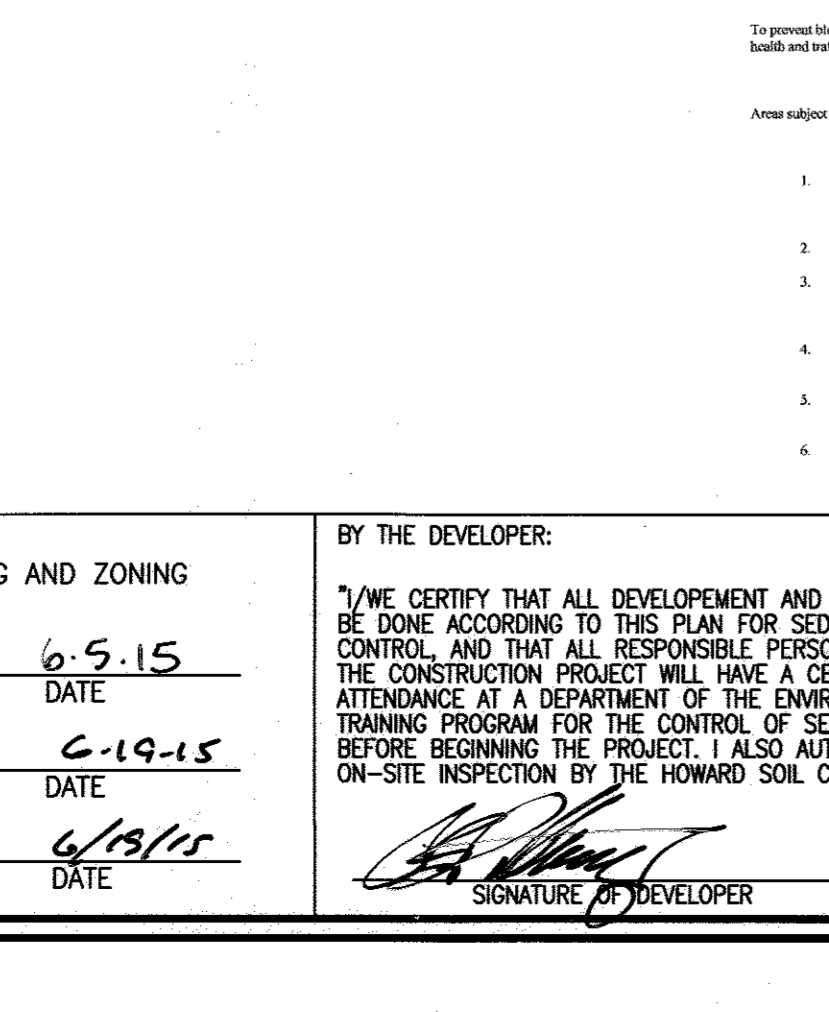 To prevent
health and
Areas subject
1.
2.
3.
4.
5.
6.
AND ZONING
6.5.15
DATE
6-19-15
DATE
6/19/15
DATE
BY THE DEVELOPER:
"I/WE CERTIFY THAT ALL DEVELOPEMENT AND
BE DONE ACCORDING TO THIS PLAN FOR SED
CONTROL, AND THAT ALL RESPONSIBLE PERSO
THE CONSTRUCTION PROJECT WILL HAVE A CE
ATTENDANCE AT A DEPARTMENT OF THE ENVIR
TRAINING PROGRAM FOR THE CONTROL OF SE
BEFORE BEGINNING THE PROJECT. I ALSO AUT
ON-SITE INSPECTION BY THE HOWARD SOIL C
SIGNATURE OF DEVELOPER